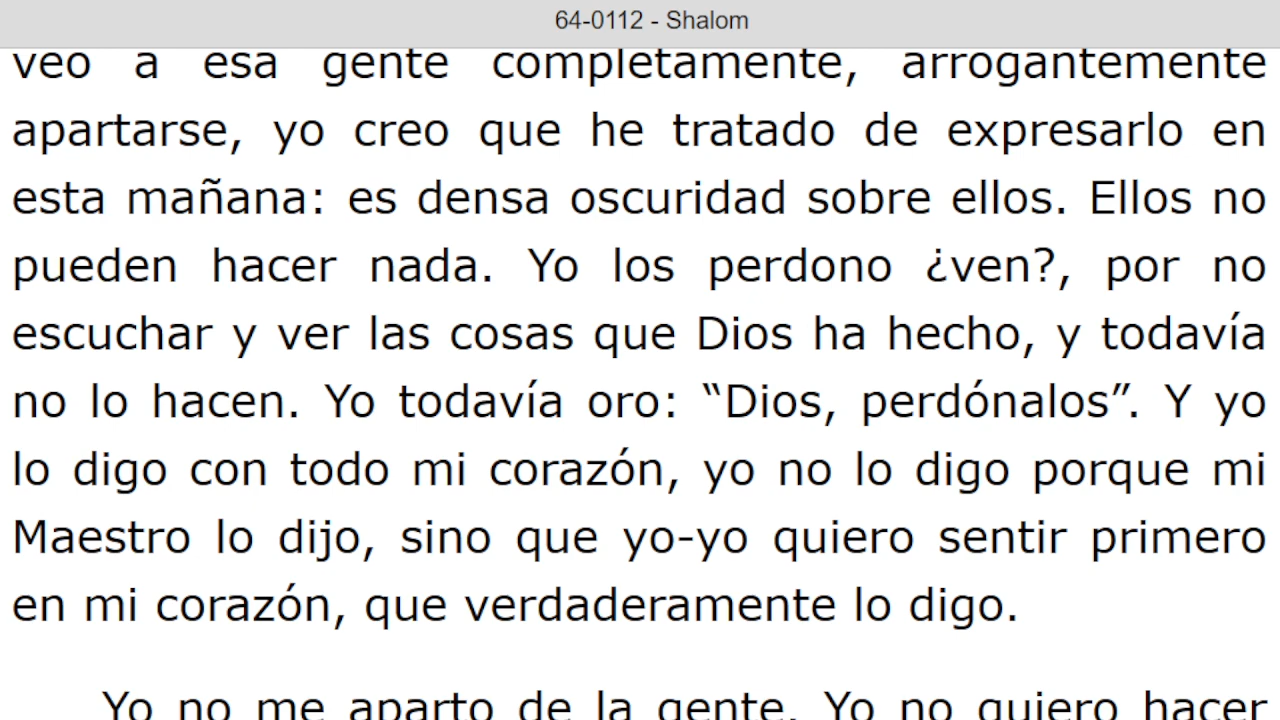 64-0112 - Shalom
veo a esa gente completamente, arrogantemente
apartarse, yo creo que he tratado de expresarlo en
esta mañana: es densa oscuridad sobre ellos. Ellos no
pueden hacer nada. Yo los perdono ¿ven?, por no
escuchar y ver las cosas que Dios ha hecho, y todavía
no lo hacen. Yo todavía oro: “Dios, perdónalos”. Y yo
lo digo con todo mi corazón, yo no lo digo porque mi
Maestro lo dijo, sino que yo-yo quiero sentir primero
en mi corazón, que verdaderamente lo digo.
Yo no me aparto de la gente. Yo no quiero hacer